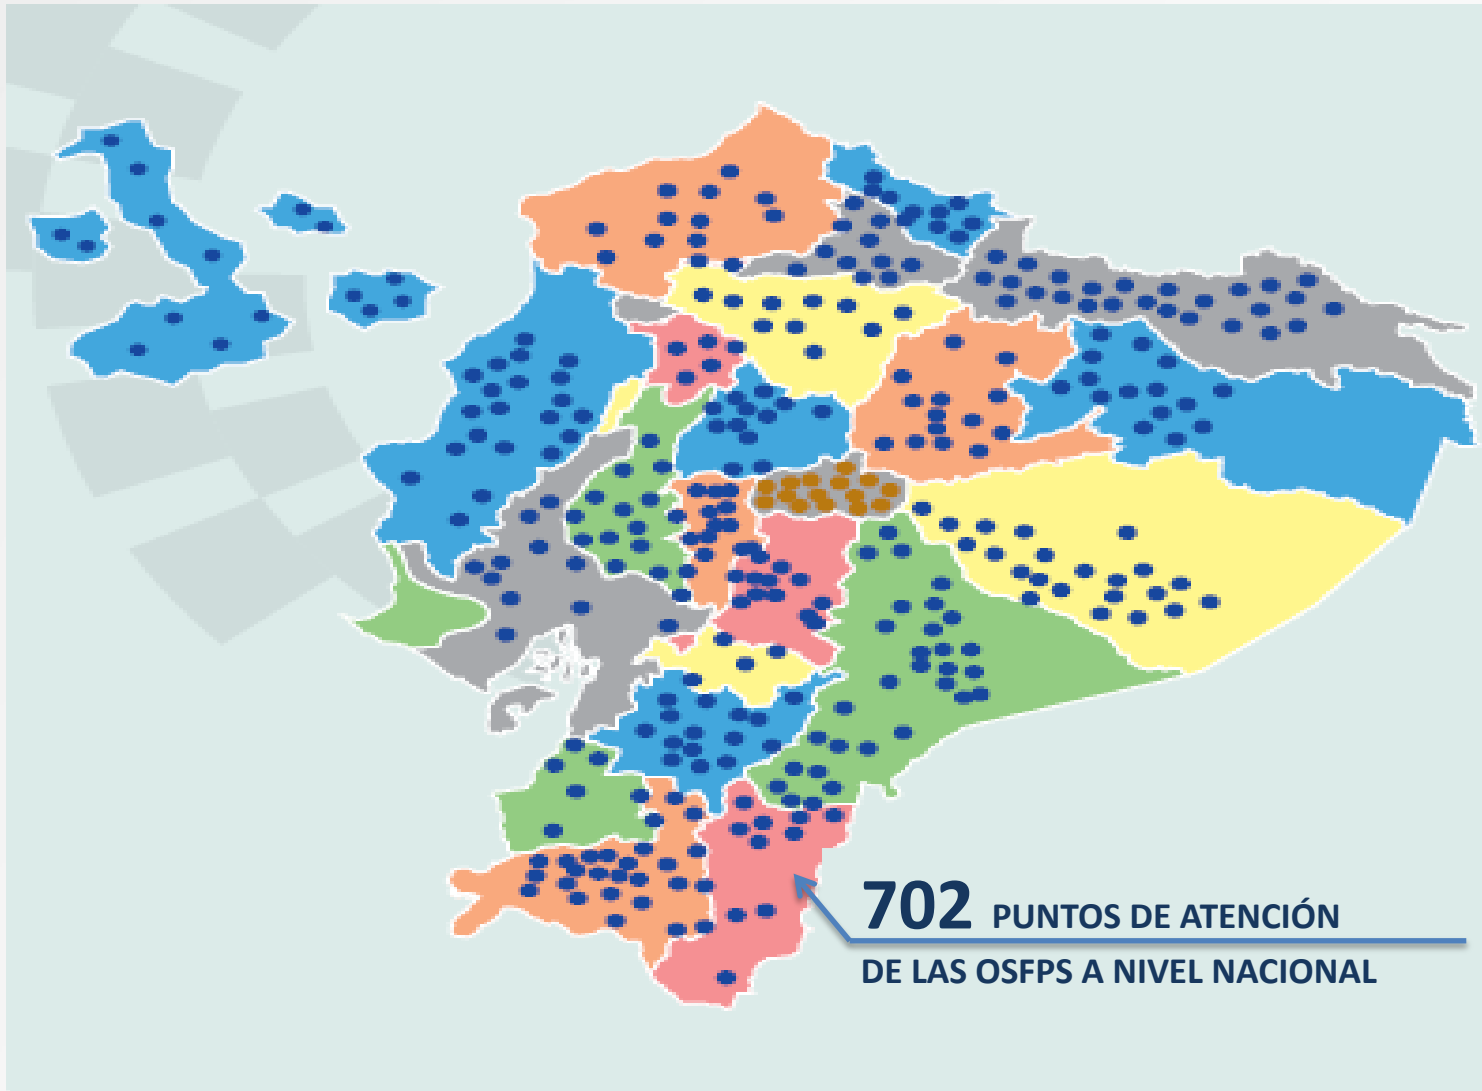 702 PUNTOS DE ATENCIÓN
DE LAS OSFPS A NIVEL NACIONAL